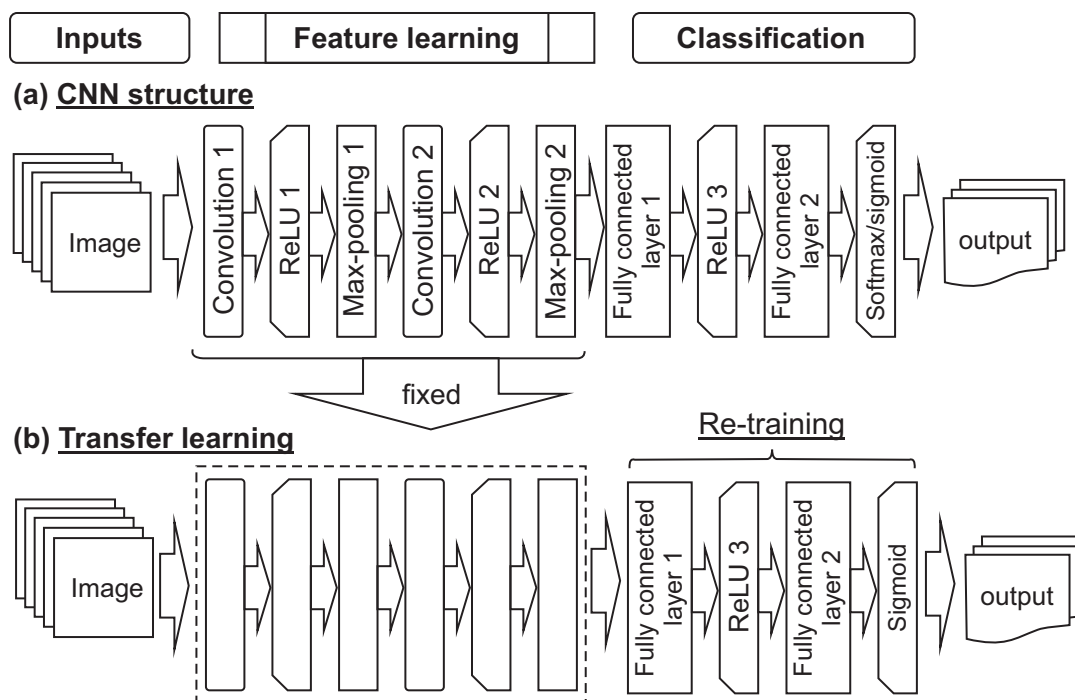 Inputs
Feature learning
Classification
(a) CNN structure
Image
Convolution 1
ReLU 1
Max-pooling 1
Convolution 2
ReLU 2
Max-pooling 2
Fully connected
layer 1
ReLU 3
Fully connected
layer 2
Softmax/sigmoid
output
fixed
(b) Transfer learning
Re-training
Image
Fully connected
layer 1
ReLU 3
Fully connected
layer 2
Sigmoid
output